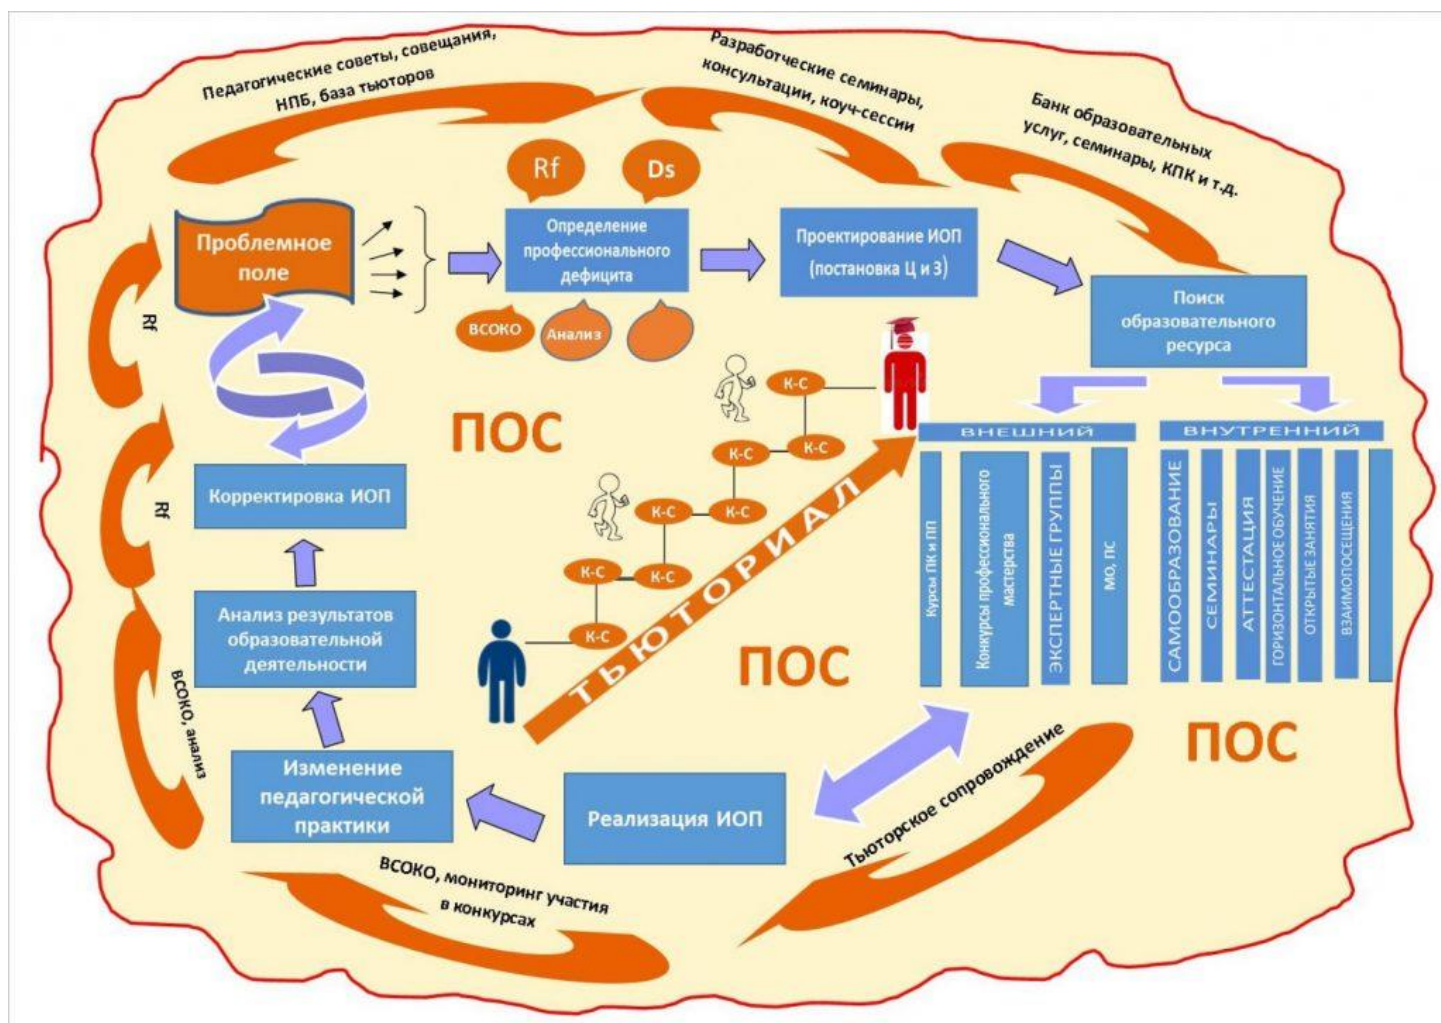 Педагогические советы, совещания,
НПБ, база тьюторов
Разработческие семинары,
консультации, коуч-сессии
Банк образовательных
услуг, семинары, КПК и т.д.
Rf
Ds
Проблемное
поле
Определение
профессионального
дефицита
Проектирование ИОП
(постановка Ц и З)
Поиск
образовательного
ресурса
ВСОКО
Анализ
Rf
ПОС
К-С
К-С
К-С
К-С
К-С
К-С
К-С
К-С
К-С
ТЬЮТОРИАЛ
ВНЕШНИЙ
Курсы ПК и ПП
Конкурсы профессионального
мастерства
ЭКСПЕРТНЫЕ ГРУППЫ
МО, ПС
ВНУТРЕННИЙ
САМООБРАЗОВАНИЕ
СЕМИНАРЫ
АТТЕСТАЦИЯ
ГОРИЗОНТАЛЬНОЕ ОБУЧЕНИЕ
ОТКРЫТЫЕ ЗАНЯТИЯ
ВЗАИМОПОСЕЩЕНИЯ
Корректировка ИОП
Rf
Анализ результатов
образовательной
деятельности
ПОС
ПОС
ВСОКО, анализ
Изменение
педагогической
практики
Реализация ИОП
Тьюторское сопровождение
ВСОКО, мониторинг участия
в конкурсах